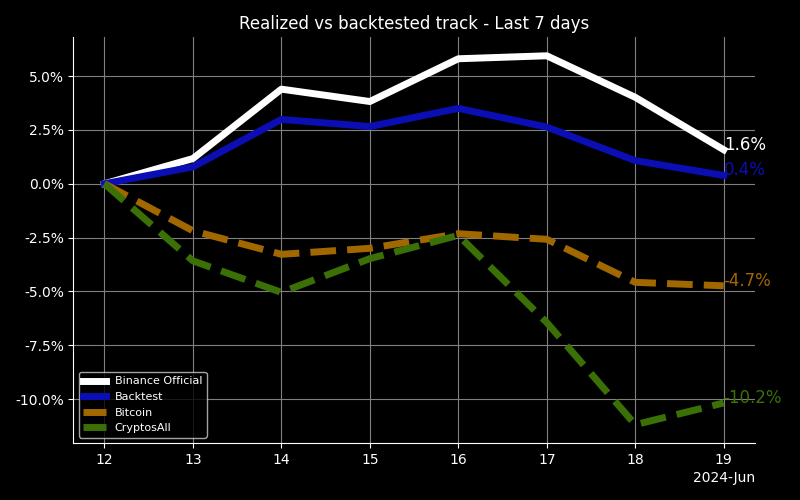 Realized vs backtested track - Last 7 days
5.0%
2.5%
0.0%
-2.5%
-5.0%
-7.5%
-10.0%
1.6%
0.4%
-4.7%
-10.2%
Binance Official
Backtest
Bitcoin
CryptosAll
12 13 14 15 16 17 18 19
2024-Jun